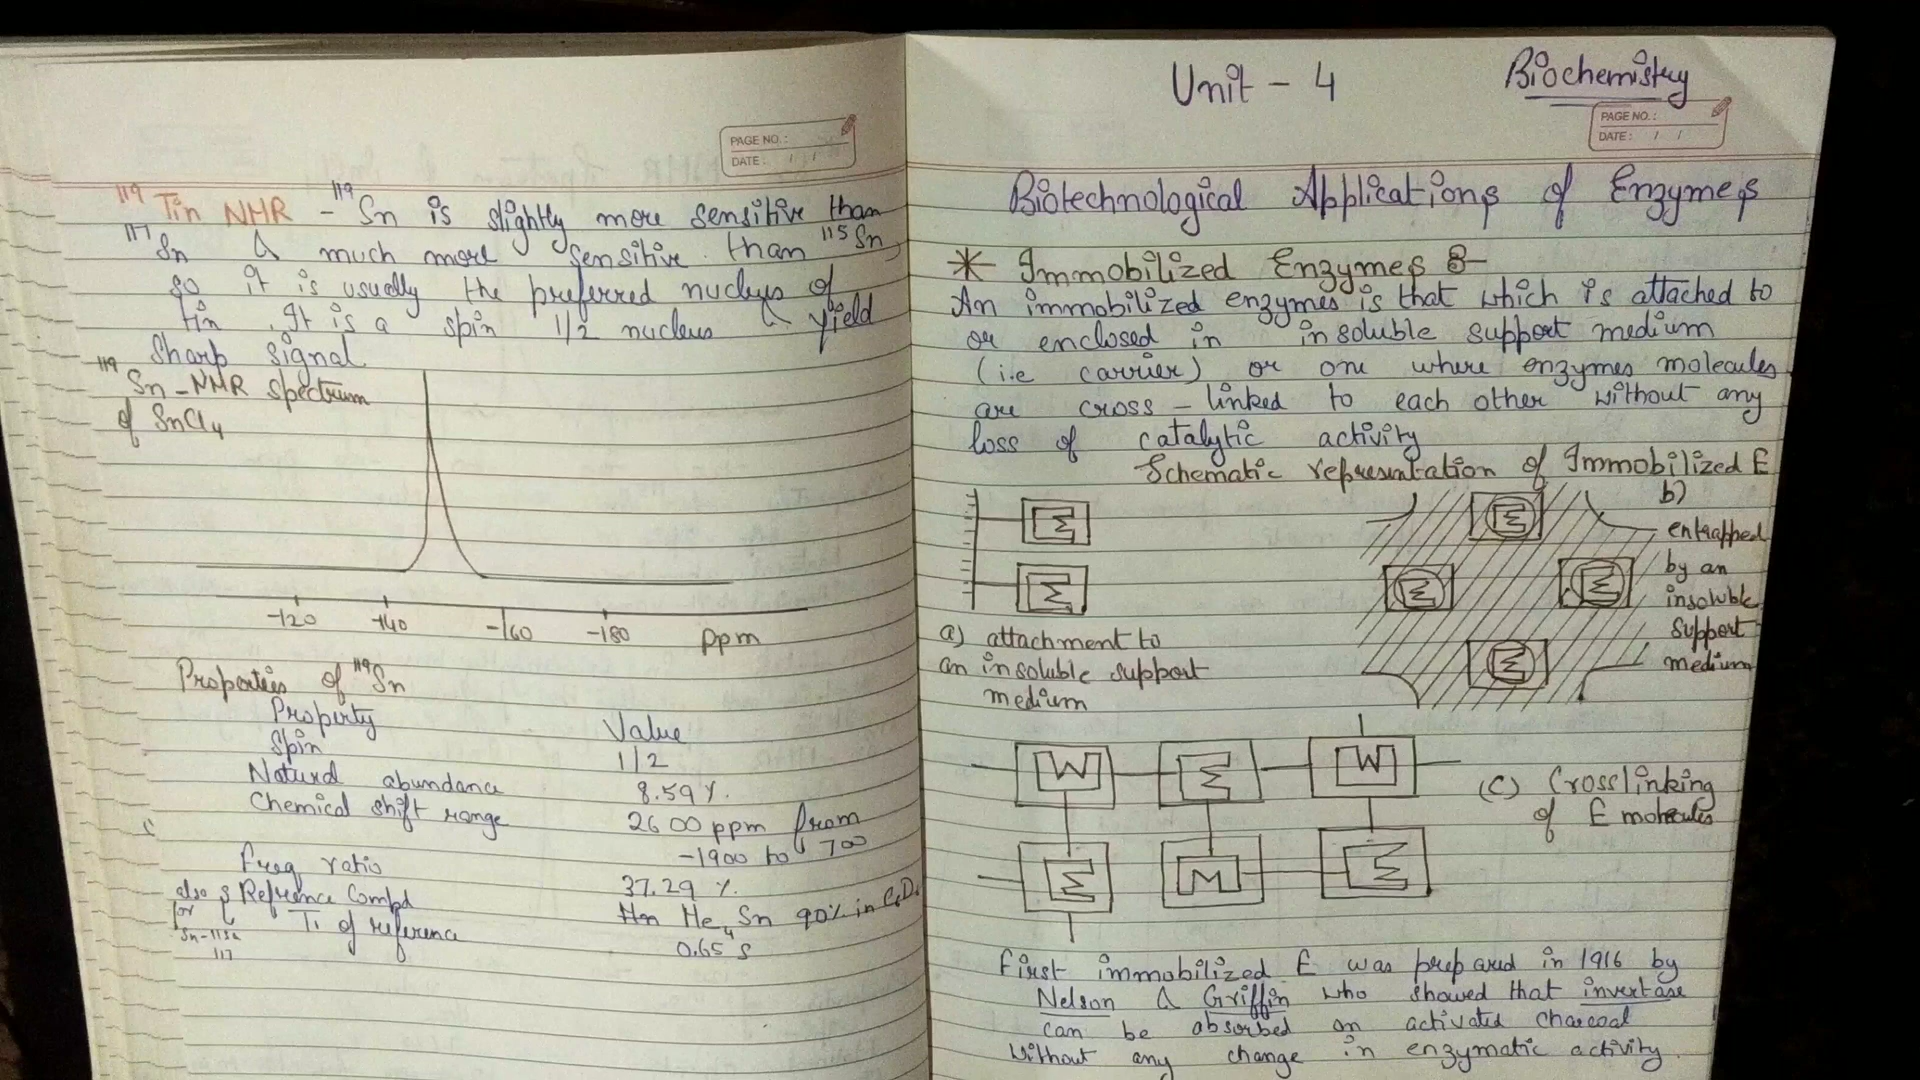 PAGE NO.:
DATE: / /
119 Tin NMR - 119Sn is slightly more sensitive than
117Sn & much more sensitive than 115Sn
so it is usually the preferred nucleus of
tin. It is a spin 1/2 nucleus & yield
Sharp signal
119Sn-NMR spectrum
of SnCl4
-120 -140 -160 -180 ppm
Properties of 119Sn
Property Value
Spin 1/2
Natural abundance 8.59%.
Chemical shift range 2600 ppm from
-1900 to 700
Freq ratio 37.29 %.
Refrence Compd Me4Sn 90% in C6D6
T1 of reference 0.65 s
also
for
Sn-115&
117
Unit - 4 Biochemistry
PAGE NO.:
DATE: / /
Biotechnological Applications of Enzymes
* Immobilized Enzymes :-
An immobilized enzymes is that which is attached to
or enclosed in insoluble support medium
(i.e carrier) or one where enzymes molecules
are cross-linked to each other without any
loss of catalytic activity
Schematic representation of Immobilized E
E
E
a) attachment to
an insoluble support
medium
b)
entrapped
by an
insoluble
support
medium
E
E
E
E
E E E
E E E
(C) Crosslinking
of E molecules
First immobilized E was prepared in 1916 by
Nelson & Griffin who showed that invertase
can be absorbed on activated charcoal
without any change in enzymatic activity.